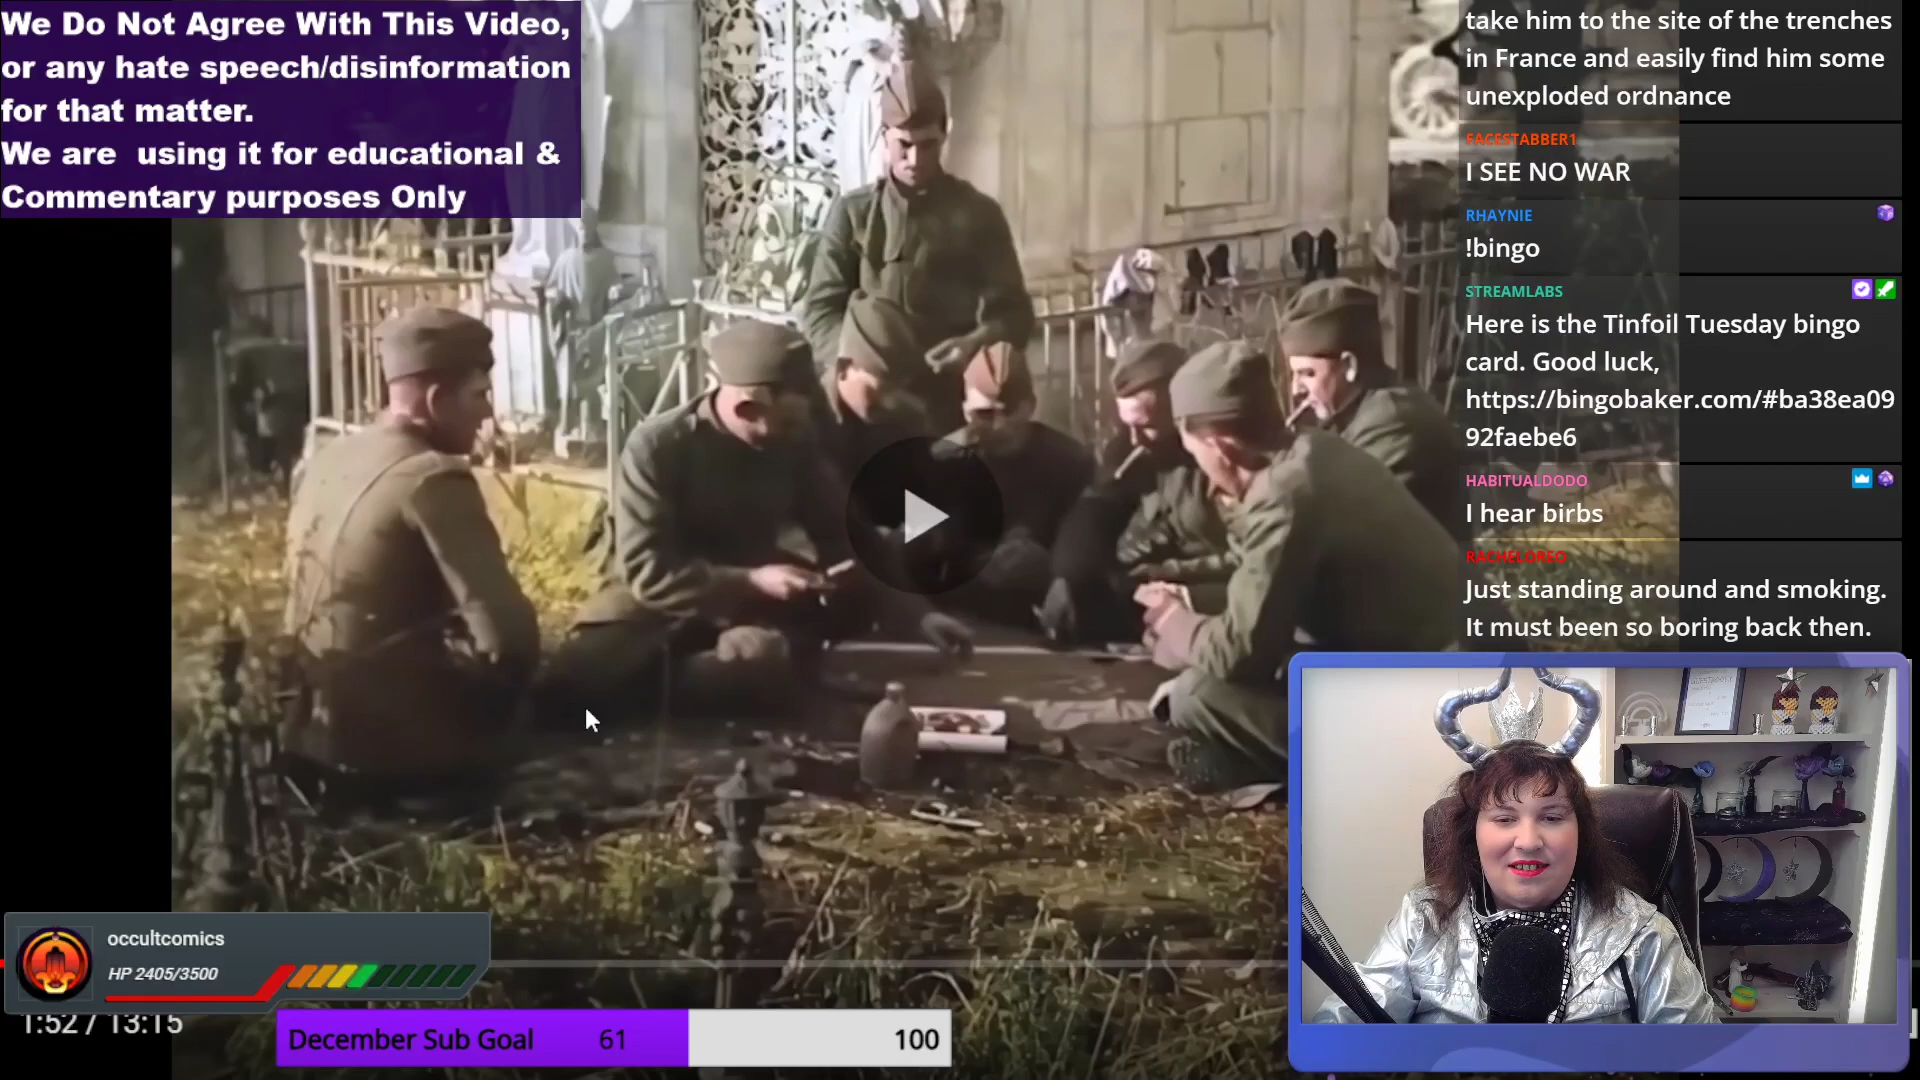 We Do Not Agree With This Video,
or any hate speech/disinformation
for that matter.
We are using it for educational &
Commentary purposes Only
take him to the site of the trenches
in France and easily find him some
unexploded ordnance
FACESTABBER1
I SEE NO WAR
RHAYNIE
!bingo
STREAMLABS
Here is the Tinfoil Tuesday bingo
card. Good luck,
https://bingobaker.com/#ba38ea09
92faebe6
HABITUALDODO
I hear birbs
RACHELOREO
Just standing around and smoking.
It must been so boring back then.
occultcomics
HP 2405/3500
1:52 / 13:15
December Sub Goal 61 100